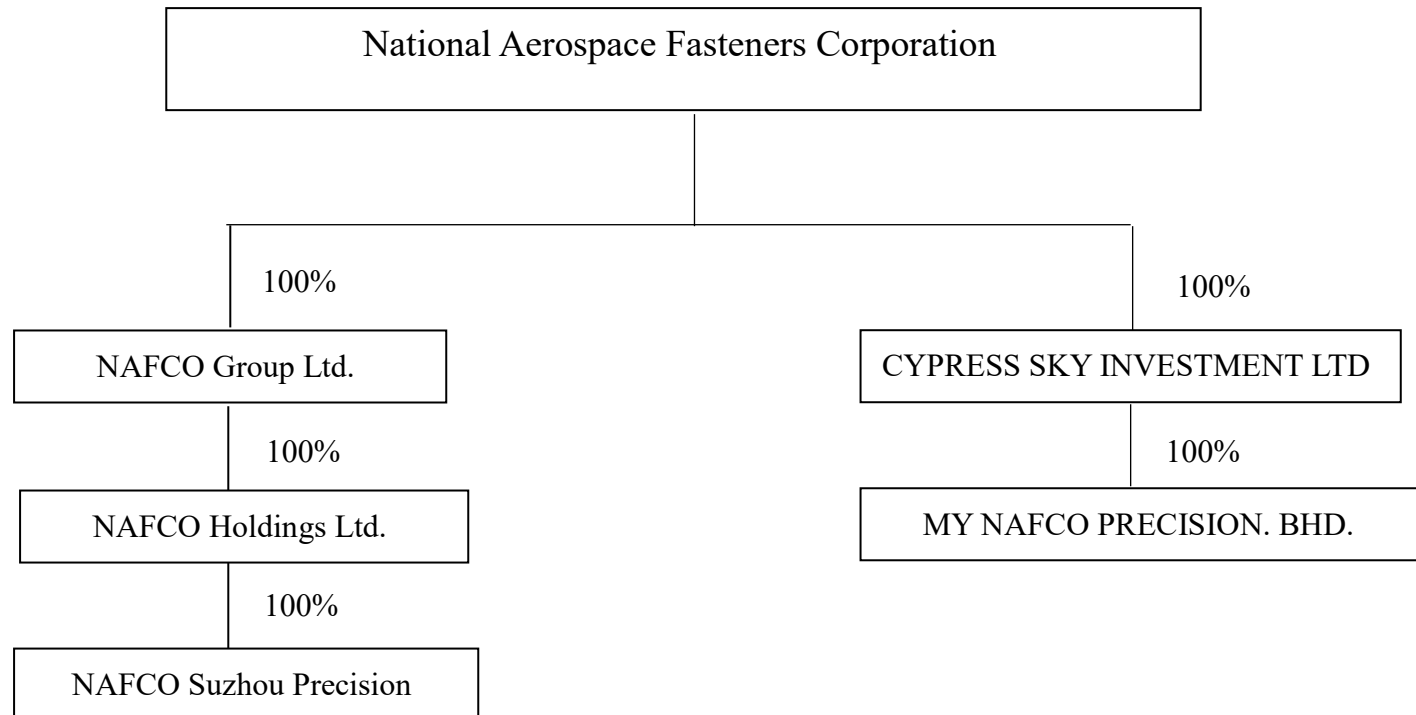 National Aerospace Fasteners Corporation
100%
100%
NAFCO Group Ltd.
CYPRESS SKY INVESTMENT LTD
100%
100%
NAFCO Holdings Ltd.
MY NAFCO PRECISION. BHD.
100%
NAFCO Suzhou Precision